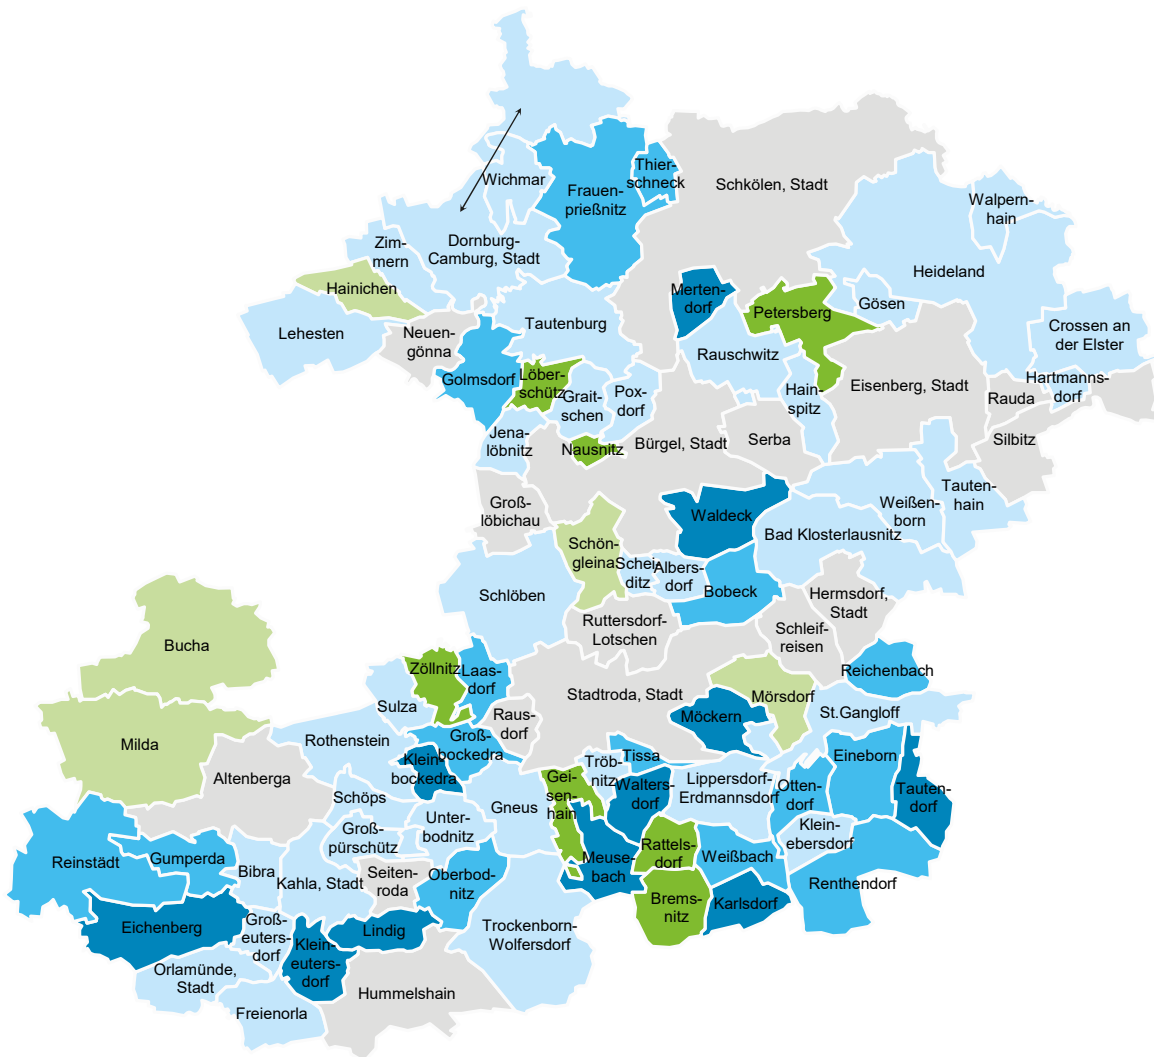 Wichmar
Thier-
schneck
Frauen-
prießnitz
Schkölen, Stadt
Walpern-
hain
Zim-
mern
Dornburg-
Camburg, Stadt
Heideland
Hainichen
Merten-
dorf
Gösen
Petersberg
Lehesten
Neuen-
gönna
Tautenburg
Rauschwitz
Crossen an
der Elster
Golmsdorf
Löber-
schütz
Grait-
schen
Pox-
dorf
Hain-
spitz
Eisenberg, Stadt
Rauda
Hartmanns-
dorf
Jena-
löbnitz
Nausnitz
Bürgel, Stadt
Serba
Silbitz
Groß-
löbichau
Waldeck
Weißen-
born
Tauten-
hain
Bad Klosterlausnitz
Schön-
gleina
Schei-
ditz
Albers-
dorf
Bobeck
Schlöben
Hermsdorf,
Stadt
Ruttersdorf-
Lotschen
Schleif-
reisen
Bucha
Zöllnitz
Laas-
dorf
Reichenbach
Stadtroda, Stadt
Mörsdorf
Sulza
Raus-
dorf
Möckern
St.Gangloff
Milda
Rothenstein
Groß-
bockedra
Klein-
bockedra
Altenberga
Tröb-
nitz
Tissa
Eineborn
Schöps
Gneus
Gei-
sen-
hain
Walters-
dorf
Lippersdorf-
Erdmannsdorf
Otten-
dorf
Tauten-
dorf
Groß-
pürschütz
Unter-
bodnitz
Klein-
ebersdorf
Reinstädt
Gumperda
Bibra
Kahla, Stadt
Seiten-
roda
Oberbod-
nitz
Meuse-
bach
Rattels-
dorf
Weißbach
Renthendorf
Eichenberg
Groß-
euters-
dorf
Klein-
euters-
dorf
Lindig
Trockenborn-
Wolfersdorf
Brems-
nitz
Karlsdorf
Orlamünde,
Stadt
Hummelshain
Freienorla